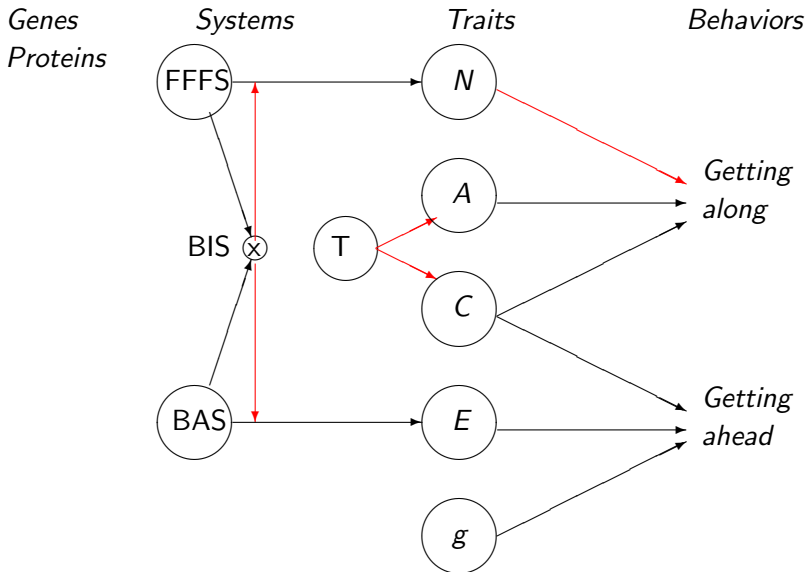 Genes
Proteins
Systems
Traits
Behaviors
FFFS
N
Getting
along
A
BIS
x
T
C
BAS
E
Getting
ahead
g